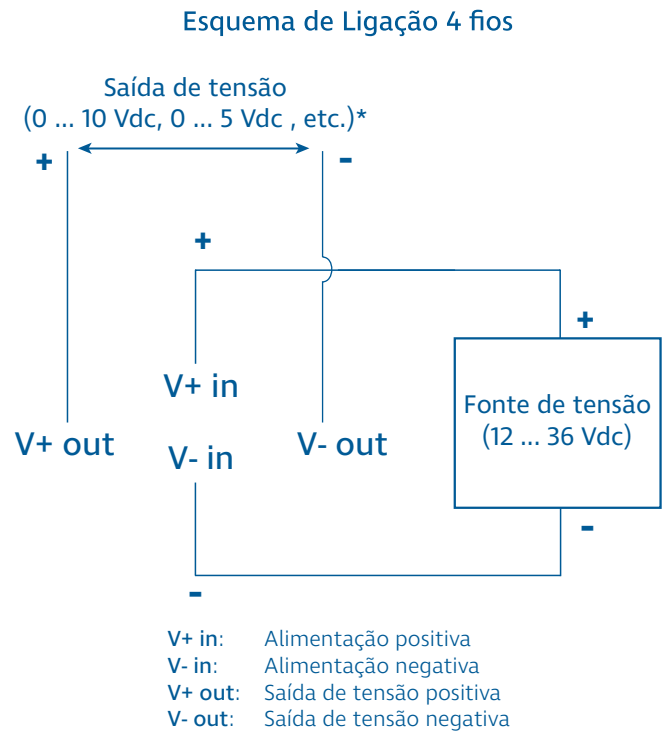 Esquema de Ligação 4 fios
Saída de tensão
(0 ... 10 Vdc, 0 ... 5 Vdc , etc.)*
+
-
+
+
V+ in
Fonte de tensão
(12 ... 36 Vdc)
V+ out
V- in
V- out
-
-
V+ in: Alimentação positiva
V- in: Alimentação negativa
V+ out: Saída de tensão positiva
V- out: Saída de tensão negativa